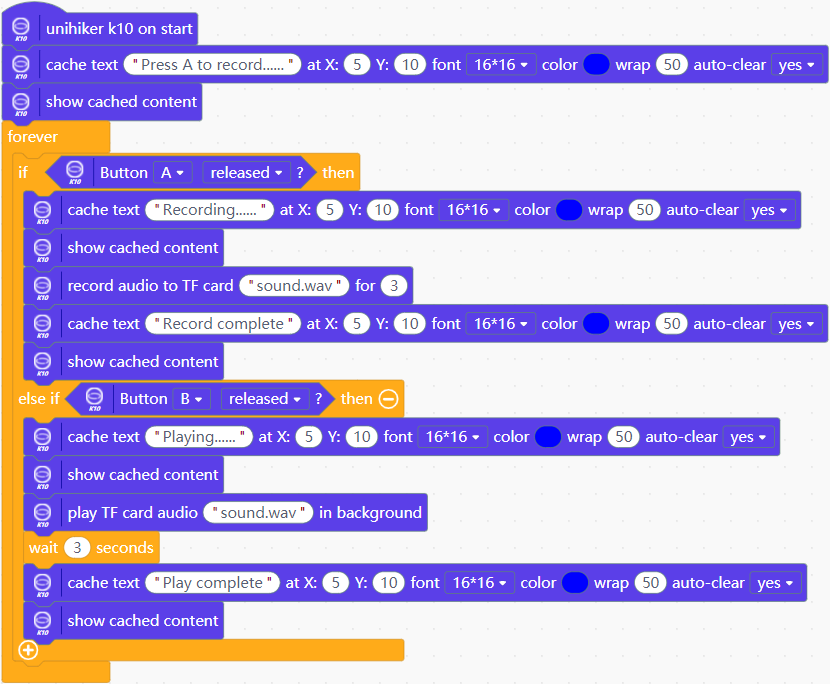 K10 unihiker k10 on start
K10 cache text "Press A to record...... " at X: 5 Y: 10 font 16*16 color wrap 50 auto-clear yes
K10 show cached content
forever
if K10 Button A released ? then
K10 cache text "Recording...... " at X: 5 Y: 10 font 16*16 color wrap 50 auto-clear yes
K10 show cached content
K10 record audio to TF card "sound.wav" for 3
K10 cache text "Record complete" at X: 5 Y: 10 font 16*16 color wrap 50 auto-clear yes
K10 show cached content
else if K10 Button B released ? then
K10 cache text "Playing...... " at X: 5 Y: 10 font 16*16 color wrap 50 auto-clear yes
K10 show cached content
K10 play TF card audio "sound.wav" in background
wait 3 seconds
K10 cache text "Play complete" at X: 5 Y: 10 font 16*16 color wrap 50 auto-clear yes
K10 show cached content